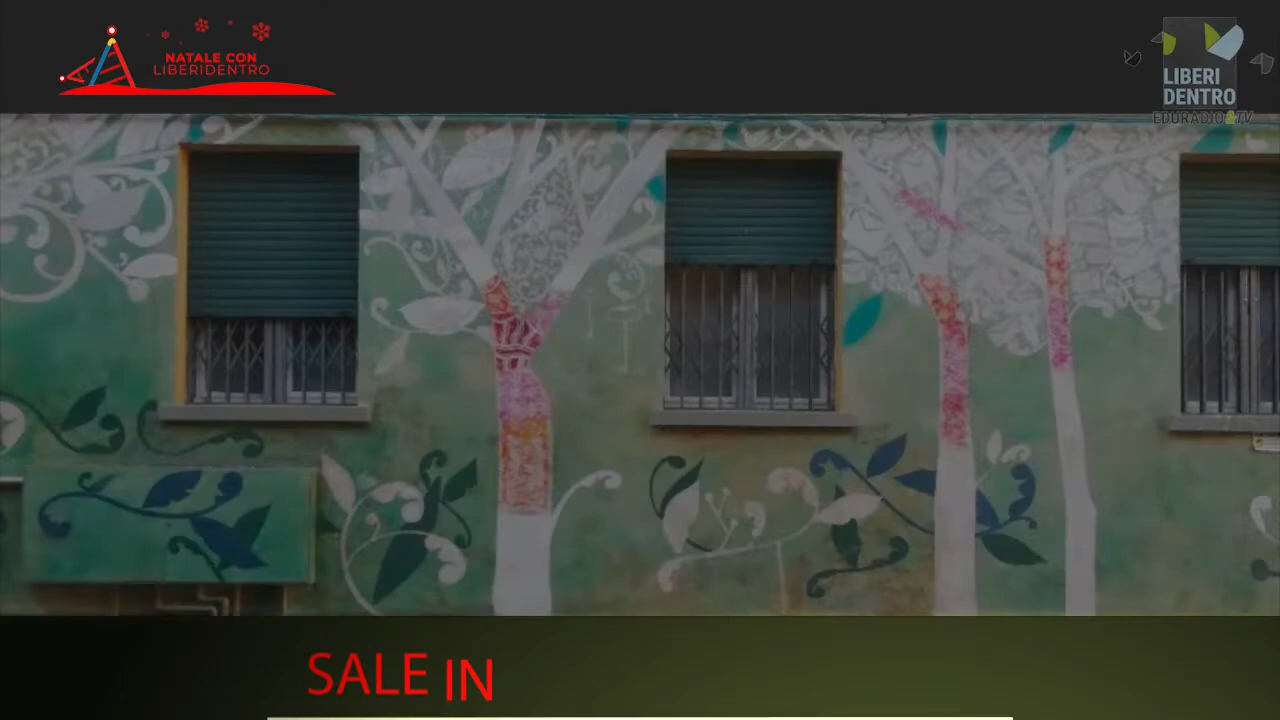 NATALE CON
LIBERIDENTRO
LIBERI
DENTRO
EDURADIO&TV
SALE IN